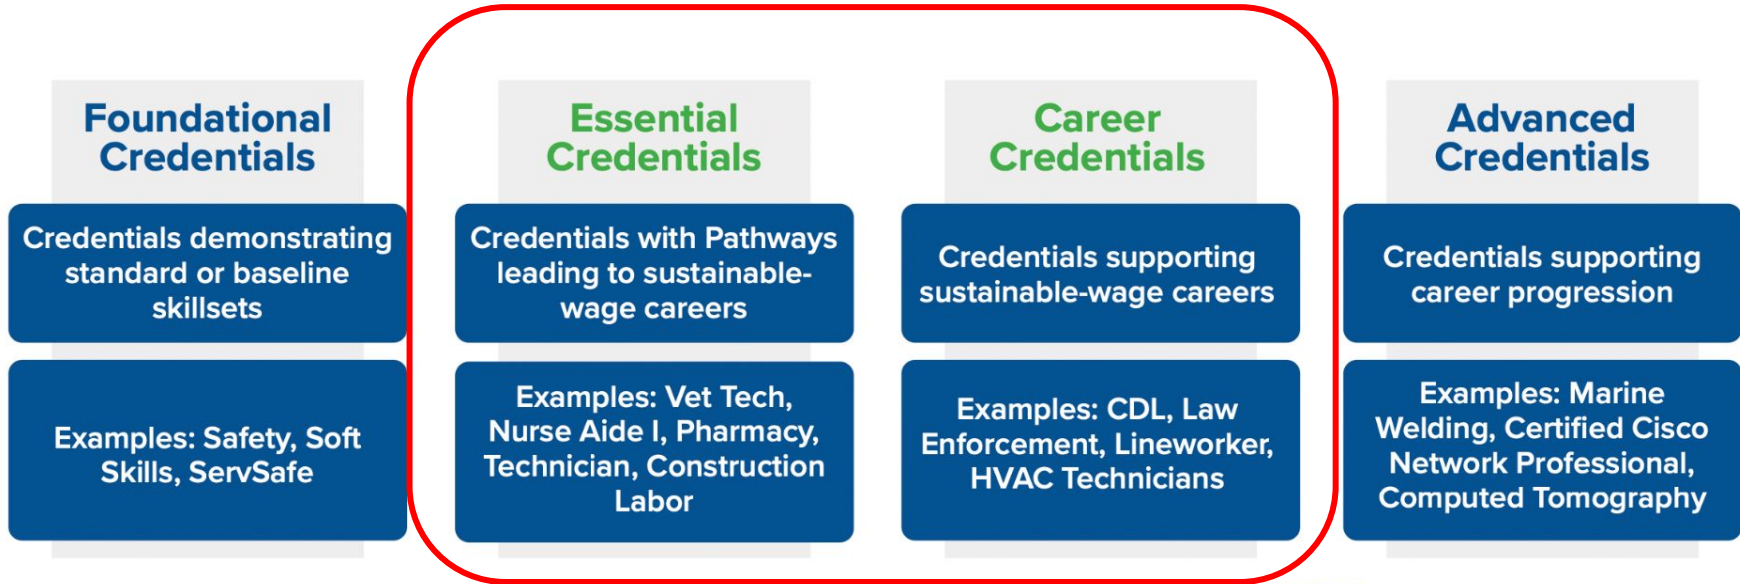 Foundational
Credentials
Credentials demonstrating
standard or baseline
skillsets
Examples: Safety, Soft
Skills, ServSafe
Essential
Credentials
Credentials with Pathways
leading to sustainable-
wage careers
Examples: Vet Tech,
Nurse Aide I, Pharmacy,
Technician, Construction
Labor
Career
Credentials
Credentials supporting
sustainable-wage careers
Examples: CDL, Law
Enforcement, Lineworker,
HVAC Technicians
Advanced
Credentials
Credentials supporting
career progression
Examples: Marine
Welding, Certified Cisco
Network Professional,
Computed Tomography